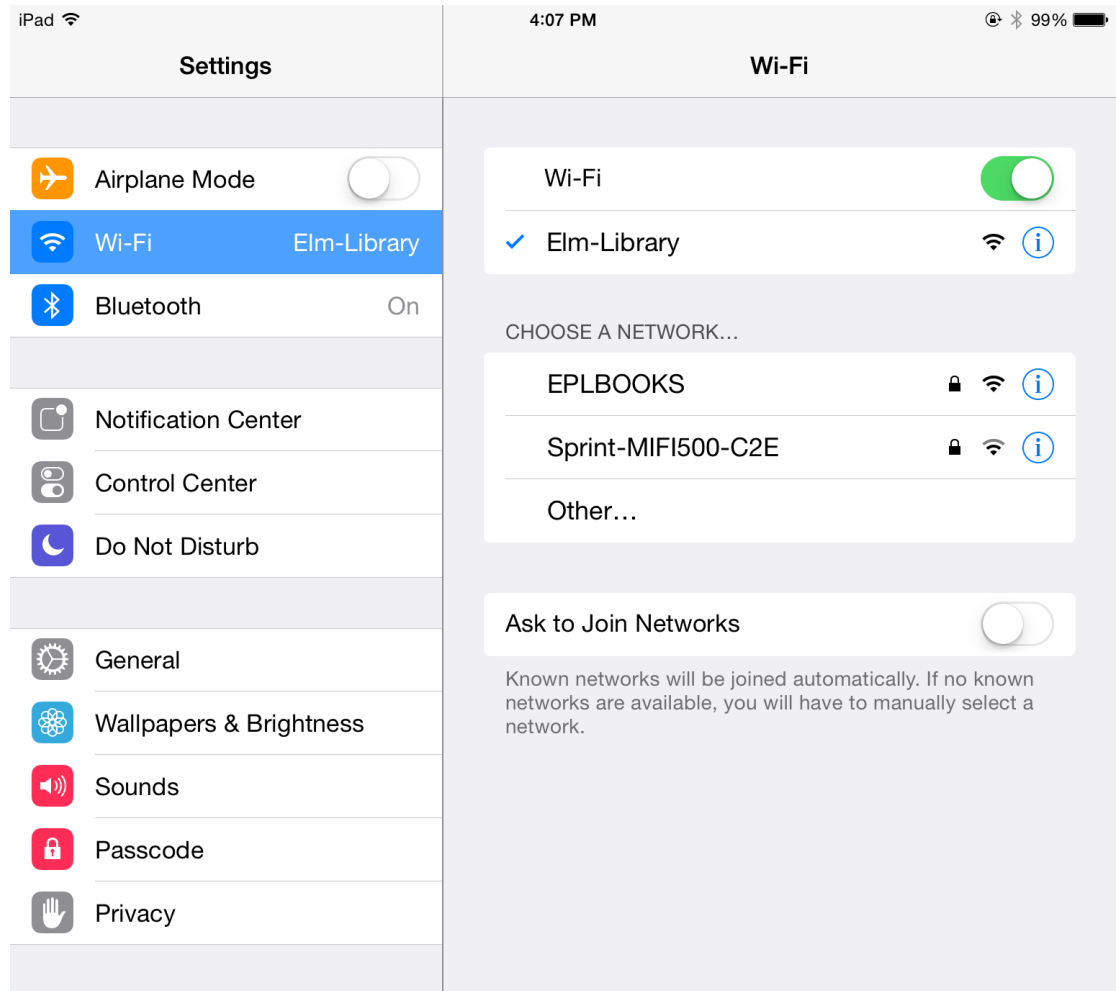 iPad
4:07 PM
99%
Settings
Wi-Fi
Airplane Mode
Wi-Fi Elm-Library
Bluetooth On
Notification Center
Control Center
Do Not Disturb
General
Wallpapers & Brightness
Sounds
Passcode
Privacy
Wi-Fi
Elm-Library
CHOOSE A NETWORK...
EPLBOOKS
Sprint-MIFI500-C2E
Other...
Ask to Join Networks
Known networks will be joined automatically. If no known
networks are available, you will have to manually select a
network.